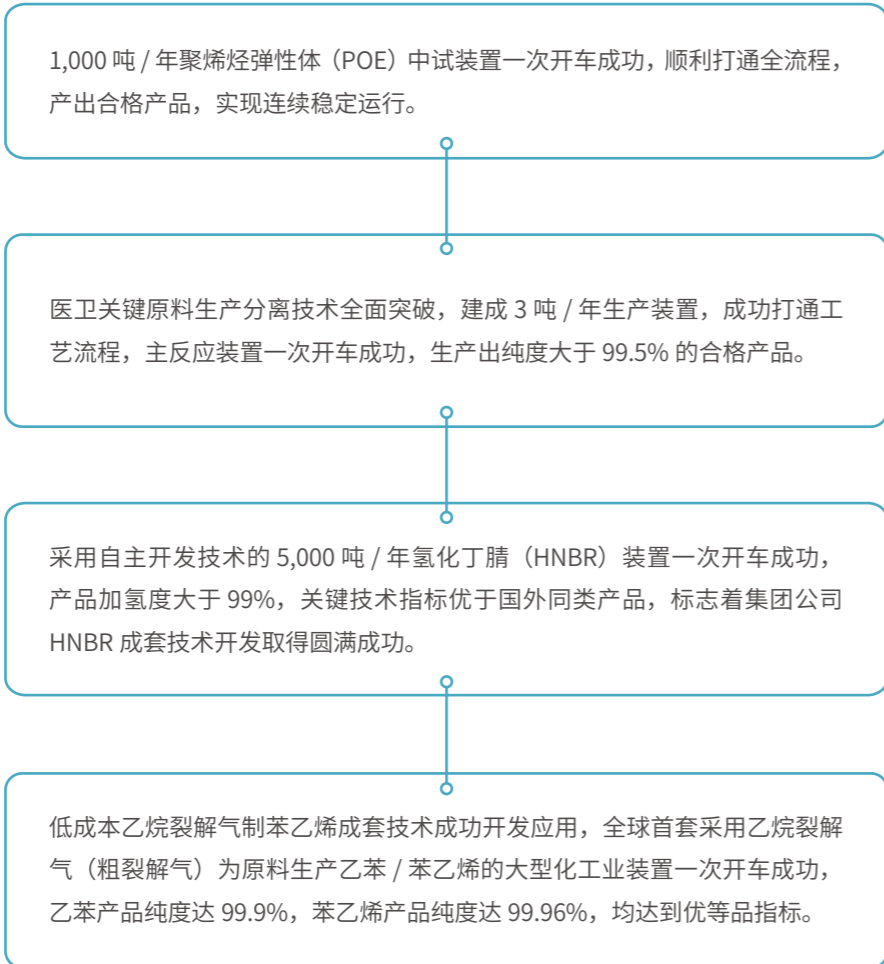 1,000 吨 / 年聚烯烃弹性体（POE）中试装置一次开车成功，顺利打通全流程，
产出合格产品，实现连续稳定运行。
医卫关键原料生产分离技术全面突破，建成 3 吨 / 年生产装置，成功打通工
艺流程，主反应装置一次开车成功，生产出纯度大于 99.5% 的合格产品。
采用自主开发技术的 5,000 吨 / 年氢化丁腈（HNBR）装置一次开车成功，
产品加氢度大于 99%，关键技术指标优于国外同类产品，标志着集团公司
HNBR 成套技术开发取得圆满成功。
低成本乙烷裂解气制苯乙烯成套技术成功开发应用，全球首套采用乙烷裂解
气（粗裂解气）为原料生产乙苯 / 苯乙烯的大型化工业装置一次开车成功，
乙苯产品纯度达 99.9%，苯乙烯产品纯度达 99.96%，均达到优等品指标。